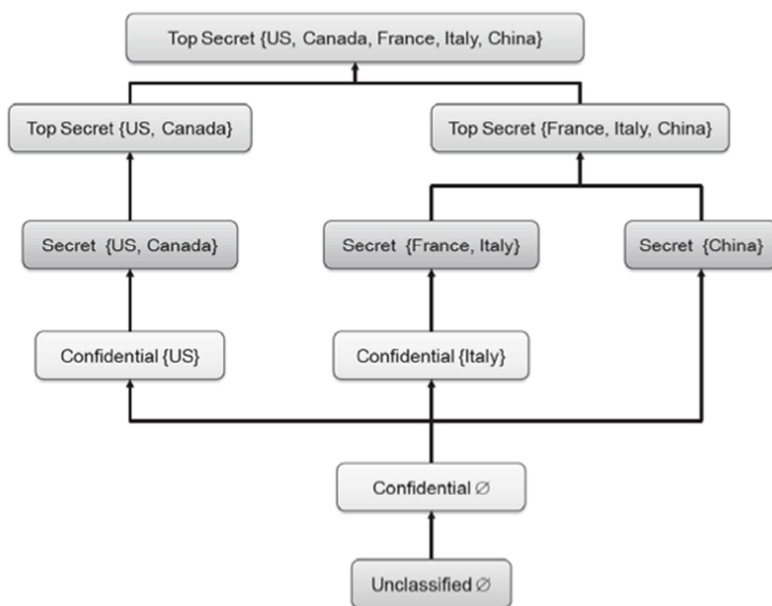 Top Secret {US, Canada, France, Italy, China}
Top Secret {US, Canada}
Top Secret {France, Italy, China}
Secret {US, Canada}
Secret {France, Italy}
Secret {China}
Confidential {US}
Confidential {Italy}
Confidential ∅
Unclassified ∅